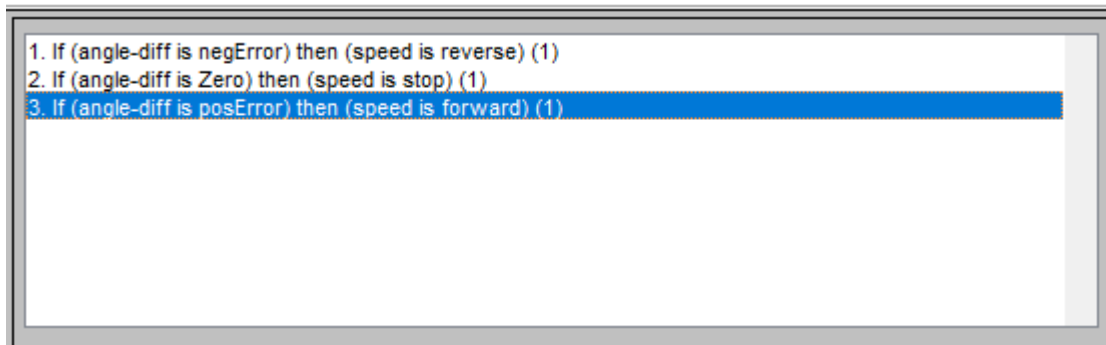 1. If (angle-diff is negError) then (speed is reverse) (1)
2. If (angle-diff is Zero) then (speed is stop) (1)
3. If (angle-diff is posError) then (speed is forward) (1)